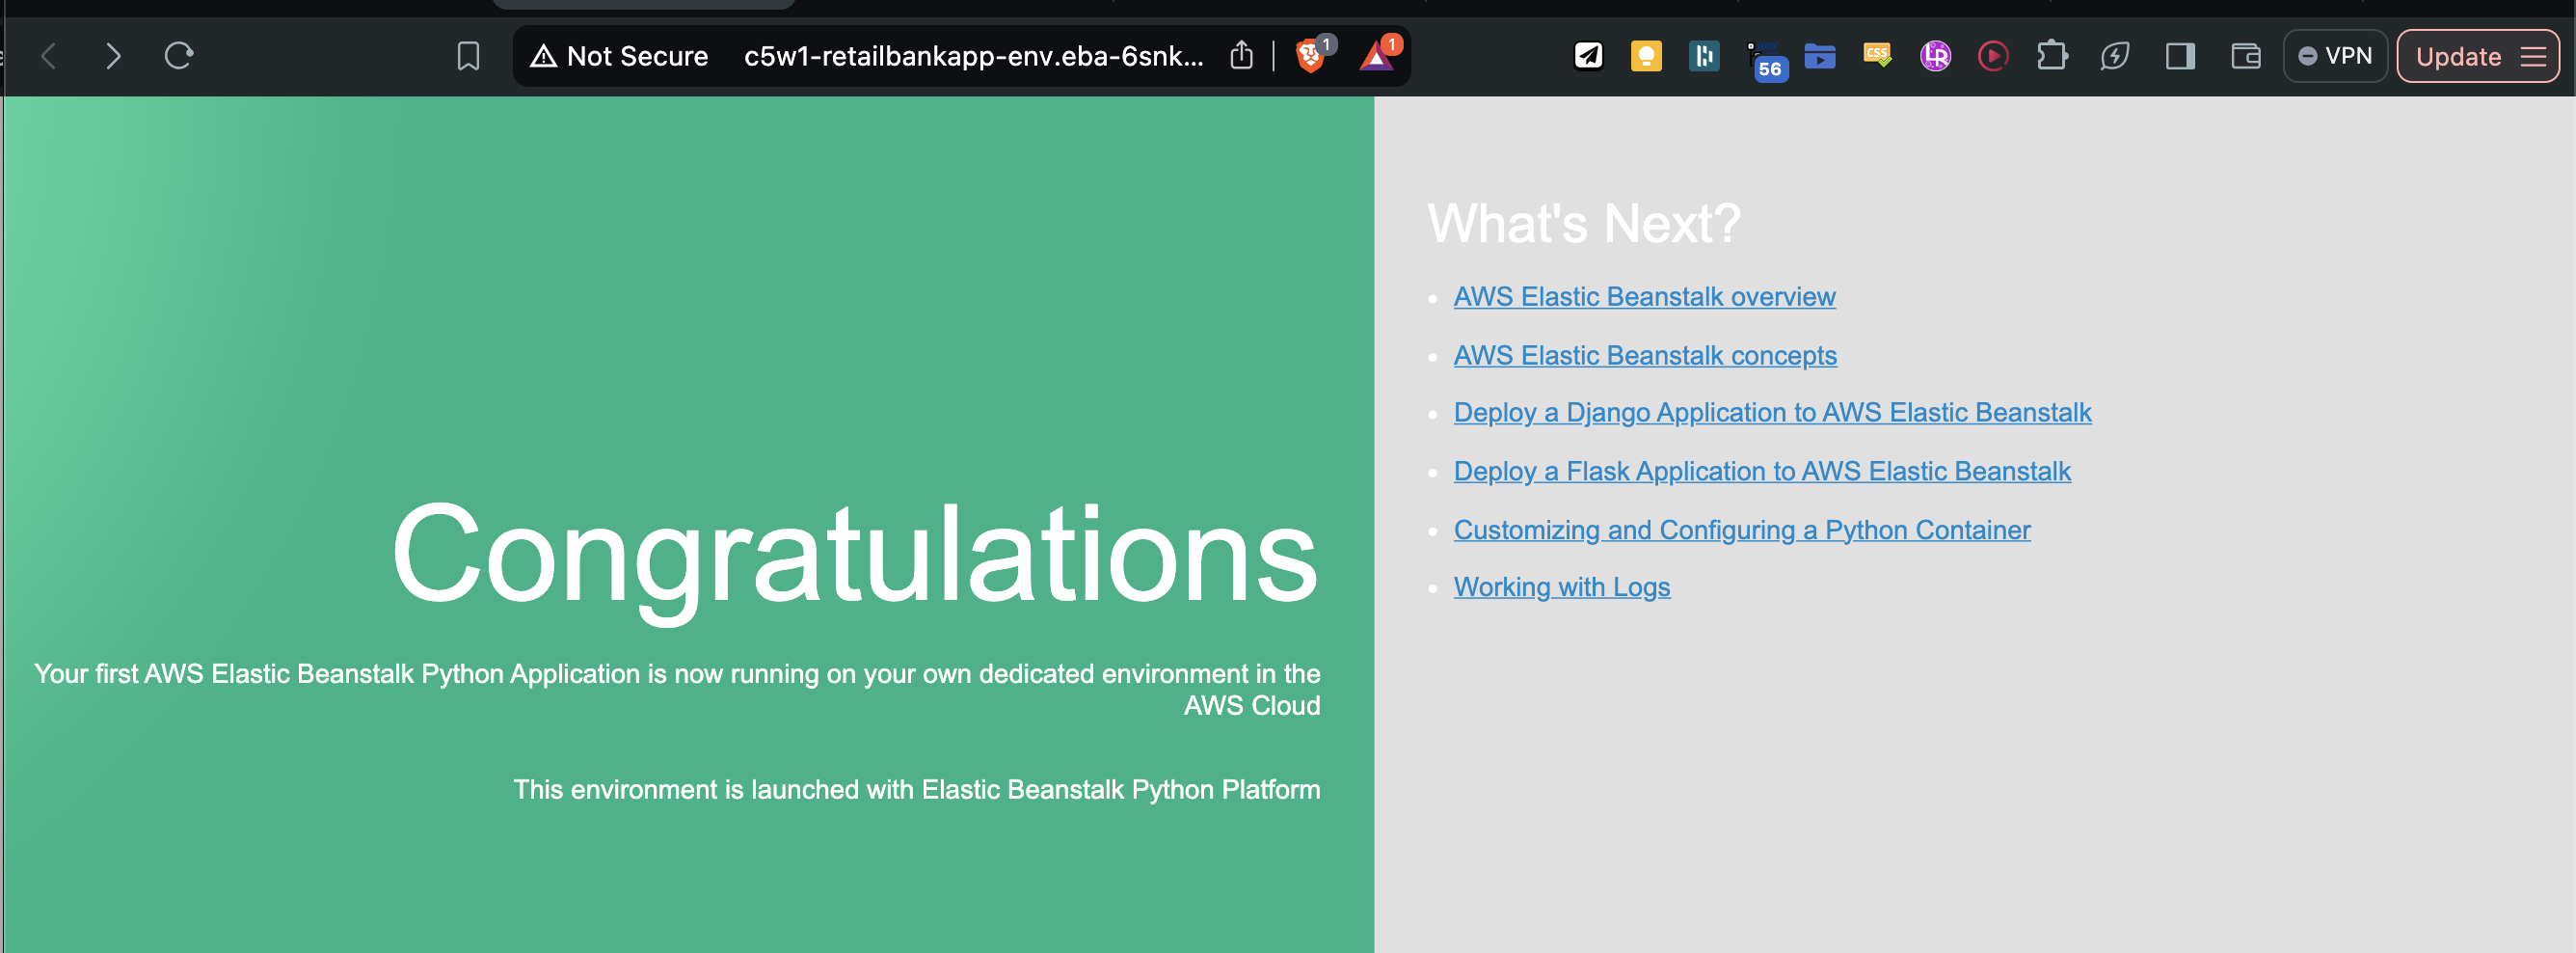 Not Secure
c5w1-retailbankapp-env.eba-6snk...
1
1
56
CSS
LR
VPN
Update
Congratulations
Your first AWS Elastic Beanstalk Python Application is now running on your own dedicated environment in the
AWS Cloud
This environment is launched with Elastic Beanstalk Python Platform
What's Next?
AWS Elastic Beanstalk overview
AWS Elastic Beanstalk concepts
Deploy a Django Application to AWS Elastic Beanstalk
Deploy a Flask Application to AWS Elastic Beanstalk
Customizing and Configuring a Python Container
Working with Logs